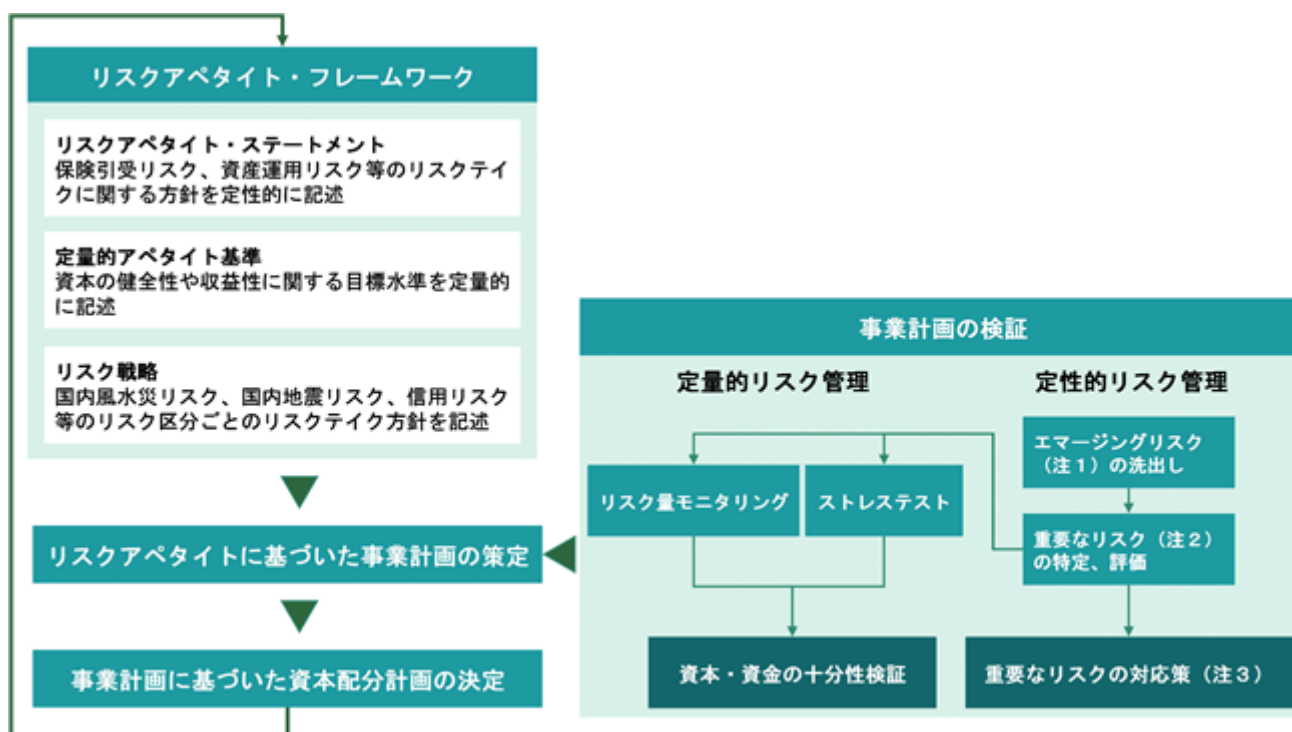 リスクアペタイト・フレームワーク
リスクアペタイト・ステートメント
保険引受リスク、資産運用リスク等のリスクテイ
クに関する方針を定性的に記述
定量的アペタイト基準
資本の健全性や収益性に関する目標水準を定量的
に記述
リスク戦略
国内風水災リスク、国内地震リスク、信用リスク
等のリスク区分ごとのリスクテイク方針を記述
リスクアペタイトに基づいた事業計画の策定
事業計画に基づいた資本配分計画の決定
事業計画の検証
定量的リスク管理
定性的リスク管理
リスク量モニタリング
ストレステスト
エマージングリスク
（注１）の洗出し
重要なリスク（注２）
の特定、評価
資本・資金の十分性検証
重要なリスクの対応策（注３）